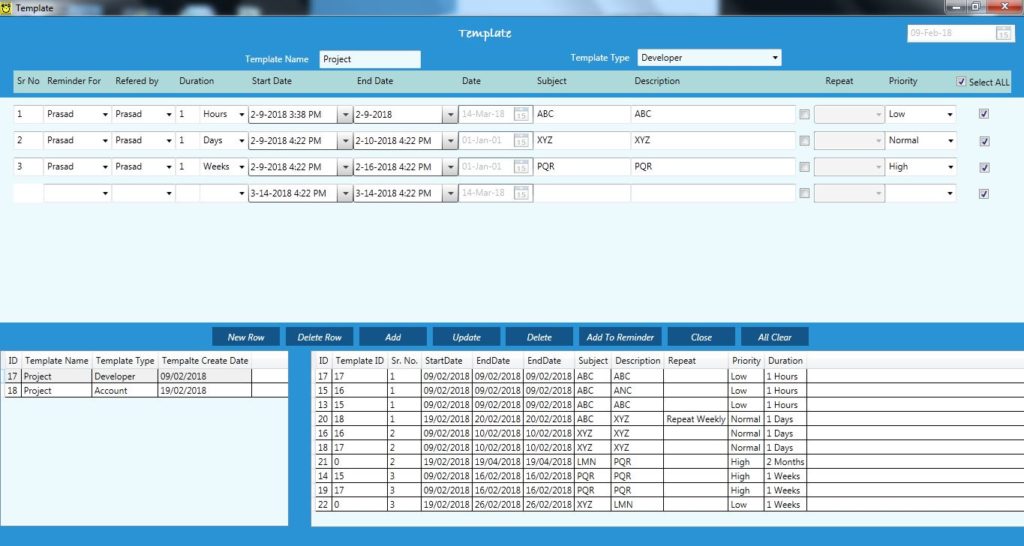 Template
Template
09-Feb-18 15
Template Name Project Template Type Developer
Sr No Reminder For Refered by Duration Start Date End Date Date Subject Description Repeat Priority Select ALL
1 Prasad Prasad 1 Hours 2-9-2018 3:38 PM 2-9-2018 14-Mar-18 15 ABC ABC Low
2 Prasad Prasad 1 Days 2-9-2018 4:22 PM 2-10-2018 4:22 PM 01-Jan-01 15 XYZ XYZ Normal
3 Prasad Prasad 1 Weeks 2-9-2018 4:22 PM 2-16-2018 4:22 PM 01-Jan-01 15 PQR PQR High
3-14-2018 4:22 PM 3-14-2018 4:22 PM 14-Mar-18 15
New Row Delete Row Add Update Delete Add To Reminder Close All Clear
ID Template Name Template Type Tempalte Create Date
17 Project Developer 09/02/2018
18 Project Account 19/02/2018
ID Template ID Sr. No. StartDate EndDate EndDate Subject Description Repeat Priority Duration
17 17 1 09/02/2018 09/02/2018 09/02/2018 ABC ABC Low 1 Hours
15 16 1 09/02/2018 09/02/2018 09/02/2018 ABC ANC Low 1 Hours
13 15 1 09/02/2018 09/02/2018 09/02/2018 ABC ABC Low 1 Hours
20 18 1 19/02/2018 20/02/2018 20/02/2018 ABC XYZ Repeat Weekly Normal 1 Days
16 16 2 09/02/2018 10/02/2018 10/02/2018 XYZ XYZ Normal 1 Days
18 17 2 09/02/2018 10/02/2018 10/02/2018 XYZ XYZ Normal 1 Days
21 0 2 19/02/2018 19/04/2018 19/04/2018 LMN PQR High 2 Months
14 15 3 09/02/2018 16/02/2018 16/02/2018 PQR PQR High 1 Weeks
19 17 3 09/02/2018 16/02/2018 16/02/2018 PQR PQR High 1 Weeks
22 0 3 19/02/2018 26/02/2018 26/02/2018 XYZ LMN Low 1 Weeks